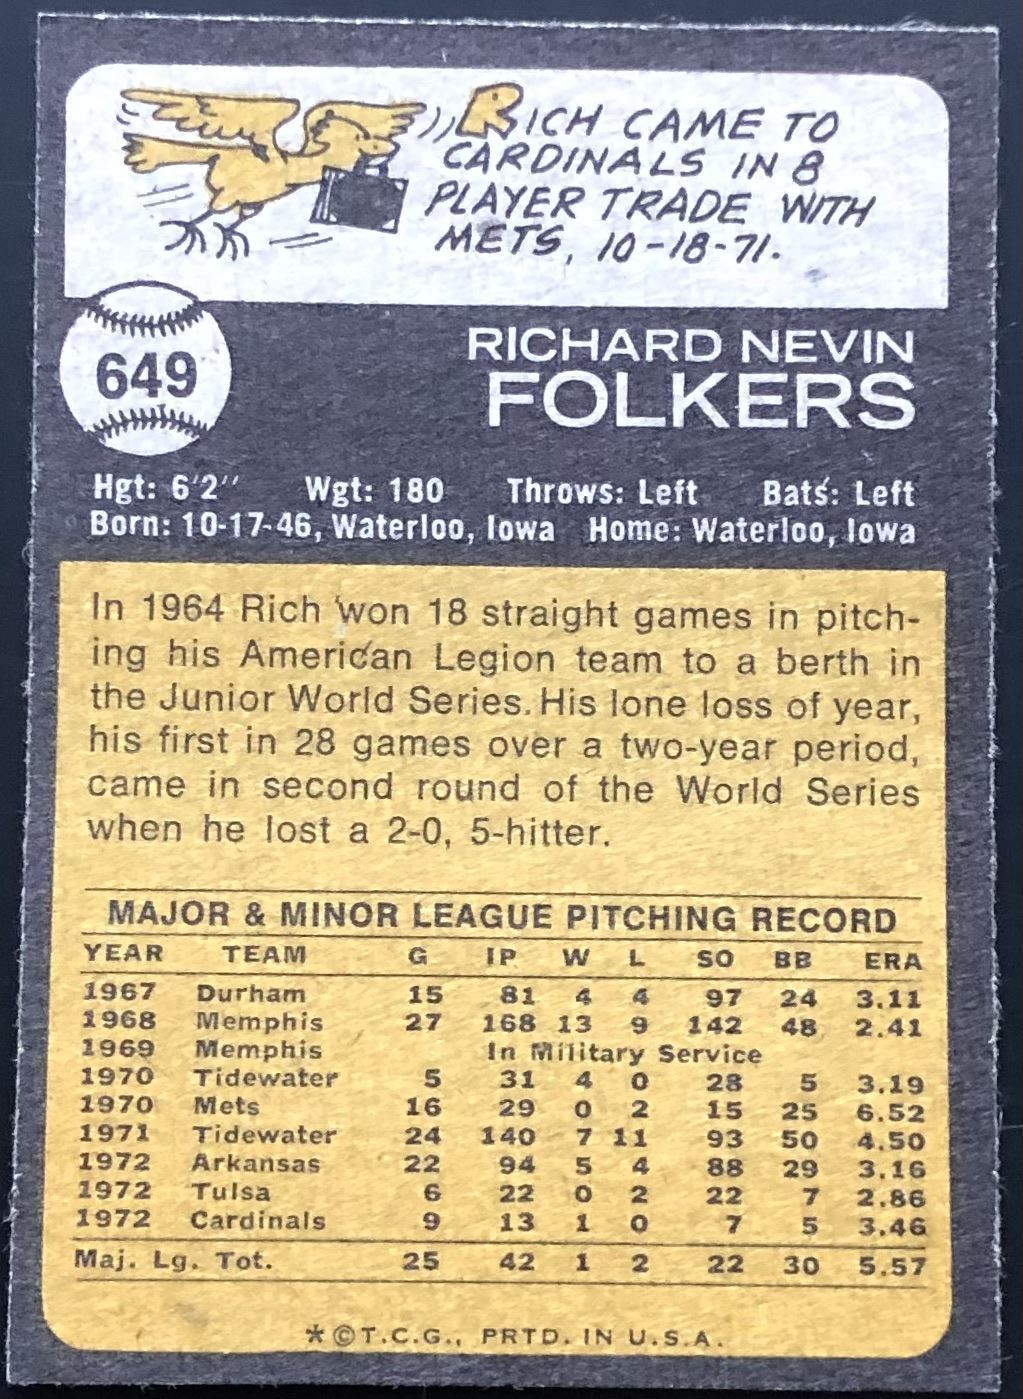 RICH CAME TO
CARDINALS IN 8
PLAYER TRADE WITH
METS, 10-18-71.
649
RICHARD NEVIN
FOLKERS
Hgt: 6'2" Wgt: 180 Throws: Left Bats: Left
Born: 10-17-46, Waterloo, Iowa Home: Waterloo, Iowa
In 1964 Rich won 18 straight games in pitch-
ing his American Legion team to a berth in
the Junior World Series. His lone loss of year,
his first in 28 games over a two-year period,
came in second round of the World Series
when he lost a 2-0, 5-hitter.
MAJOR & MINOR LEAGUE PITCHING RECORD
YEAR TEAM G IP W L SO BB ERA
1967 Durham 15 81 4 4 97 24 3.11
1968 Memphis 27 168 13 9 142 48 2.41
1969 Memphis In Military Service
1970 Tidewater 5 31 4 0 28 5 3.19
1970 Mets 16 29 0 2 15 25 6.52
1971 Tidewater 24 140 7 11 93 50 4.50
1972 Arkansas 22 94 5 4 88 29 3.16
1972 Tulsa 6 22 0 2 22 7 2.86
1972 Cardinals 9 13 1 0 7 5 3.46
Maj. Lg. Tot. 25 42 1 2 22 30 5.57
*©T.C.G., PRTD. IN U.S.A.